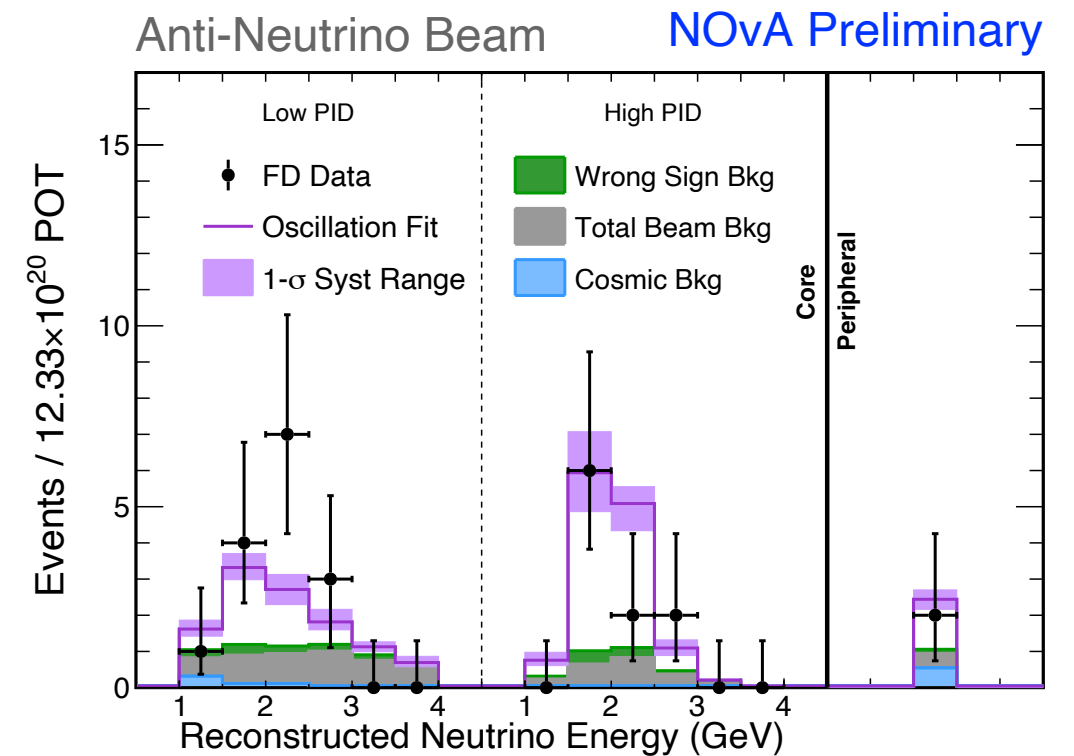 Anti-Neutrino Beam
NOvA Preliminary
Low PID
High PID
FD Data
Oscillation Fit
1-σ Syst Range
Wrong Sign Bkg
Total Beam Bkg
Cosmic Bkg
Core
Peripheral
Events / 12.33×10²⁰ POT
15
10
5
0
1 2 3 4 1 2 3 4
Reconstructed Neutrino Energy (GeV)